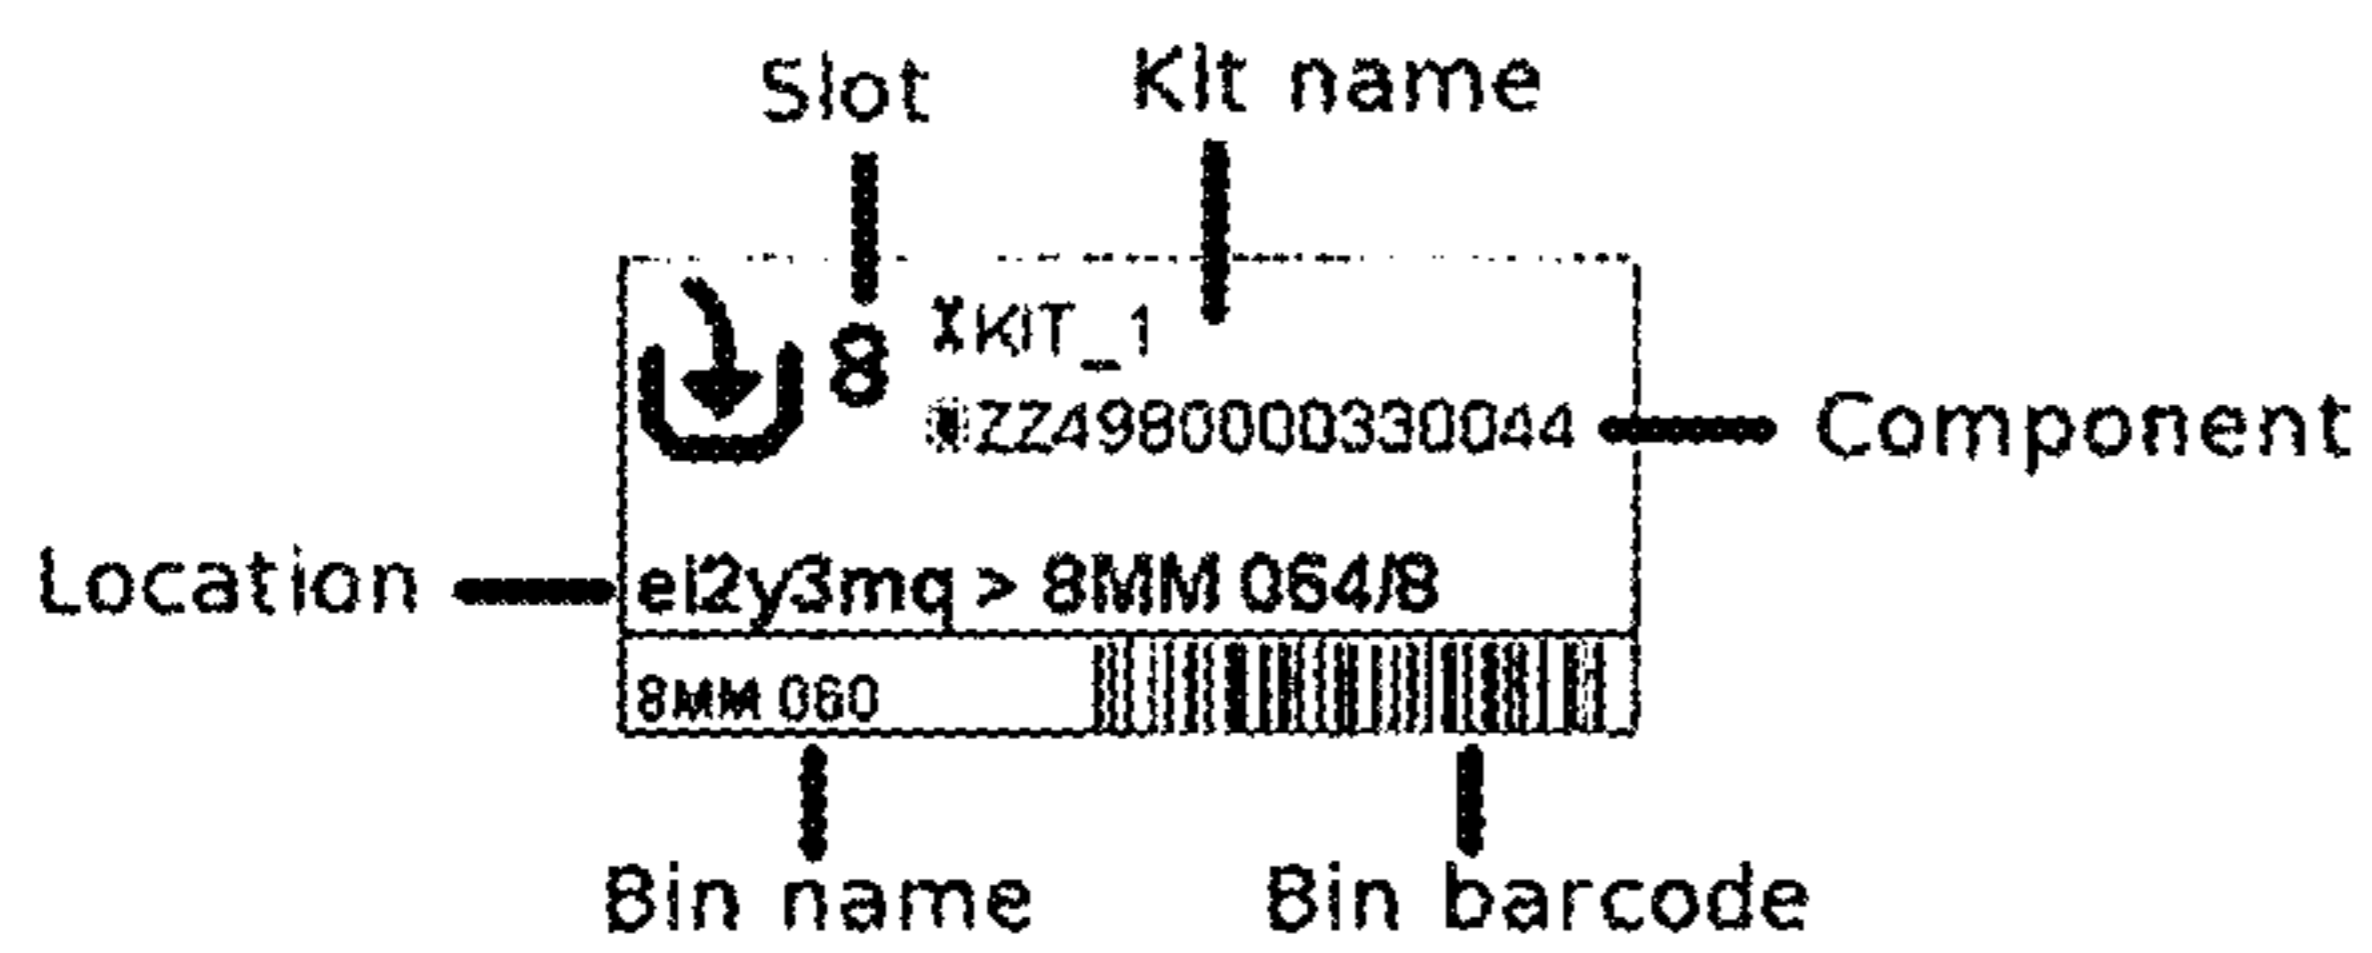 Slot Kit name
8 KIT_1
ZZ4980000330044 Component
Location ei2y3mq > 8MM 064/8
8MM 060
Bin name Bin barcode